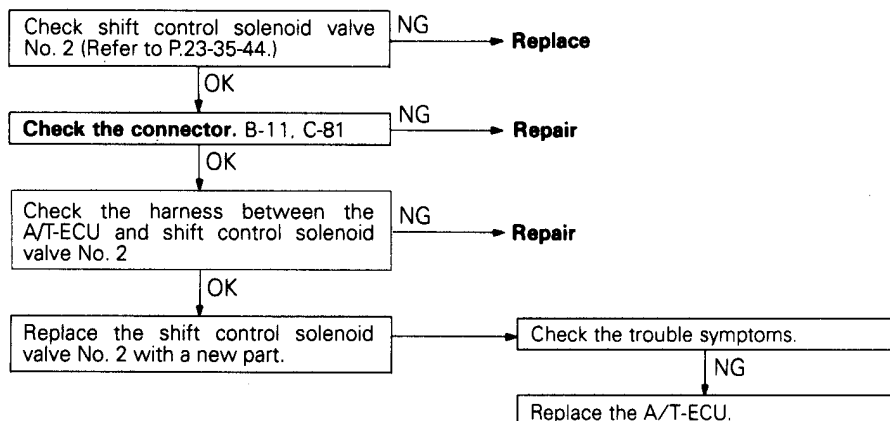 Check shift control solenoid valve
No. 2 (Refer to P.23-35-44.)
NG
Replace
OK
Check the connector. B-11, C-81
NG
Repair
OK
Check the harness between the
A/T-ECU and shift control solenoid
valve No. 2
NG
Repair
OK
Replace the shift control solenoid
valve No. 2 with a new part.
Check the trouble symptoms.
NG
Replace the A/T-ECU.